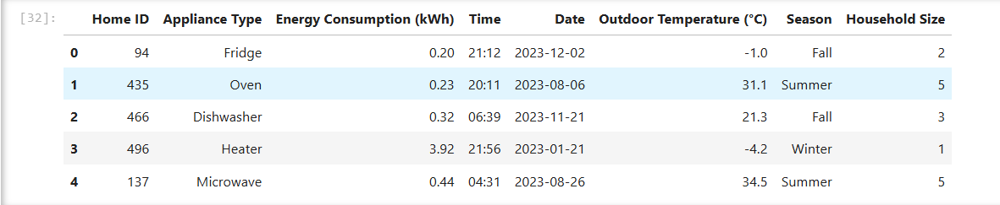 [32]: Home ID Appliance Type Energy Consumption (kWh) Time Date Outdoor Temperature (°C) Season Household Size
0 94 Fridge 0.20 21:12 2023-12-02 -1.0 Fall 2
1 435 Oven 0.23 20:11 2023-08-06 31.1 Summer 5
2 466 Dishwasher 0.32 06:39 2023-11-21 21.3 Fall 3
3 496 Heater 3.92 21:56 2023-01-21 -4.2 Winter 1
4 137 Microwave 0.44 04:31 2023-08-26 34.5 Summer 5